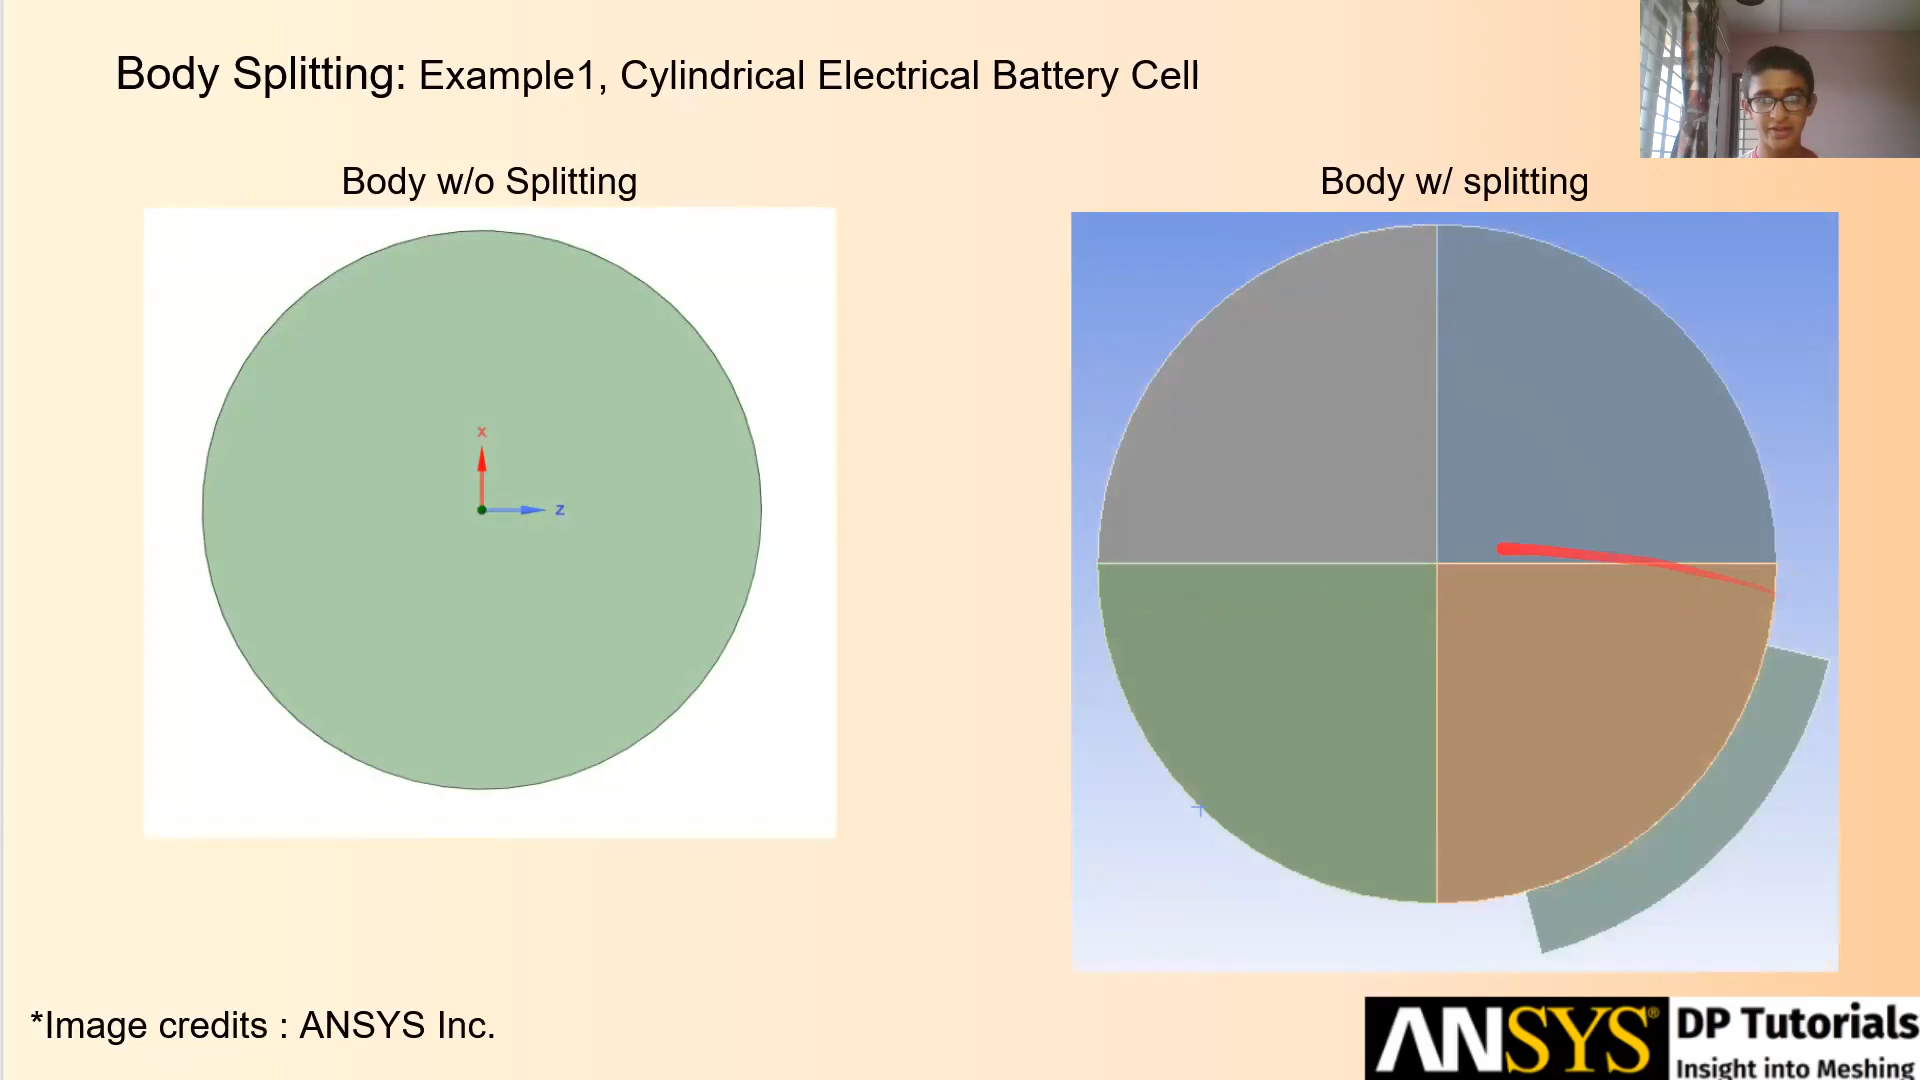 Body Splitting: Example1, Cylindrical Electrical Battery Cell
Body w/o Splitting
Body w/ splitting
X
Z
*Image credits : ANSYS Inc.
ANSYS®
DP Tutorials
Insight into Meshing